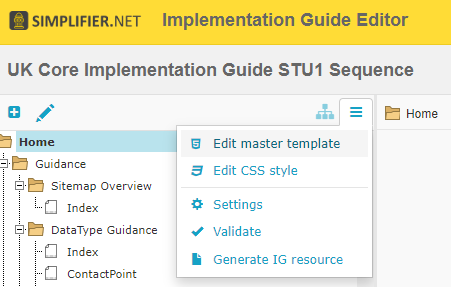 SIMPLIFIER.NET Implementation Guide Editor
UK Core Implementation Guide STU1 Sequence
Home
Home
Edit master template
Guidance
Edit CSS style
Sitemap Overview
Index
Settings
DataType Guidance
Validate
Index
Generate IG resource
ContactPoint